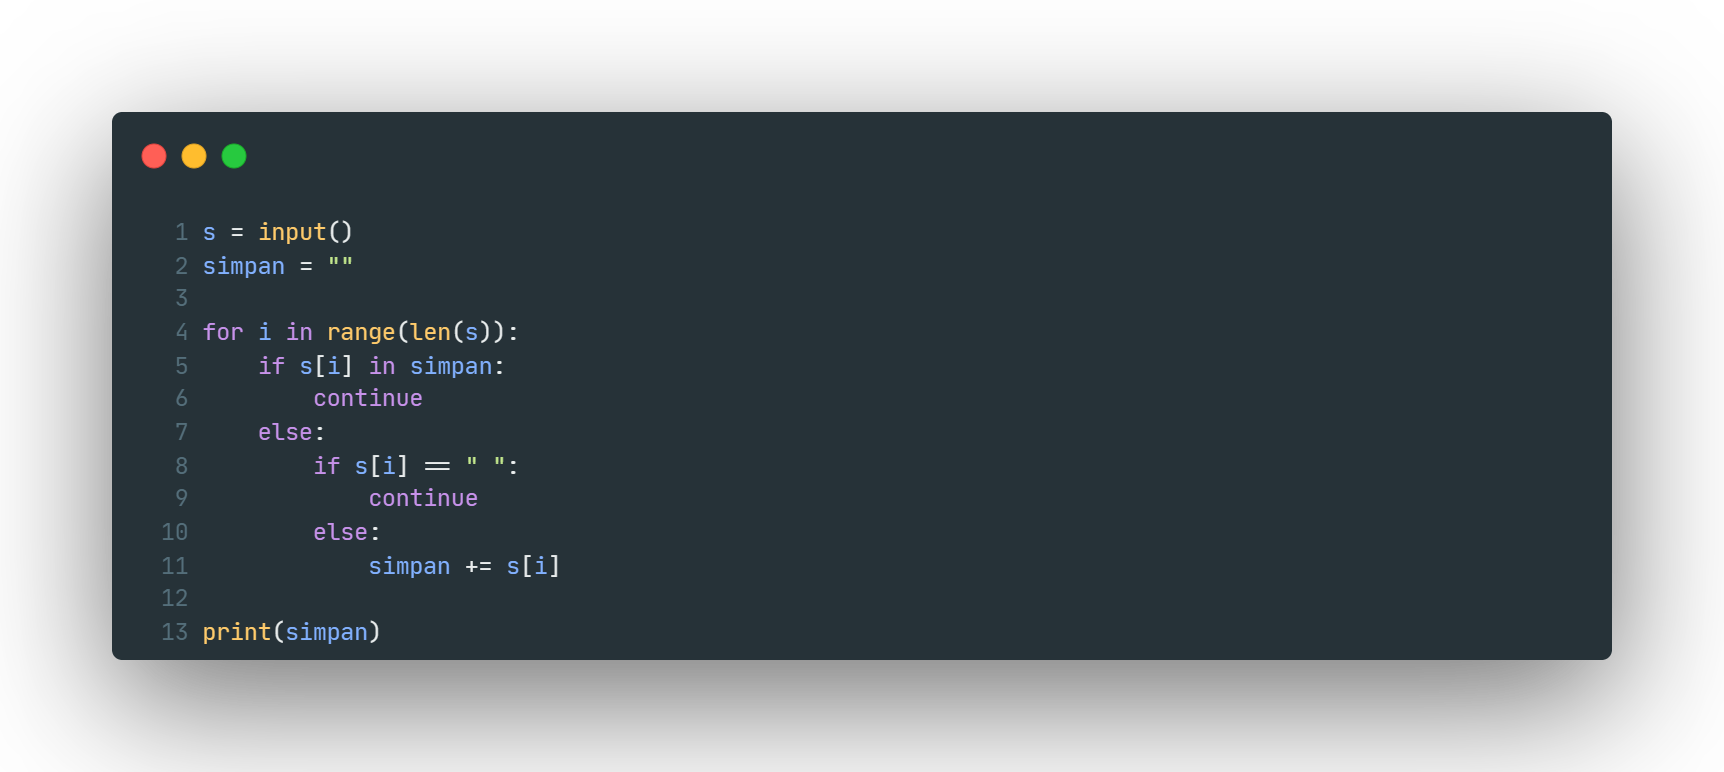 1 s = input()
2 simpan = ""
3
4 for i in range(len(s)):
5     if s[i] in simpan:
6         continue
7     else:
8         if s[i] == " ":
9             continue
10         else:
11             simpan += s[i]
12
13 print(simpan)